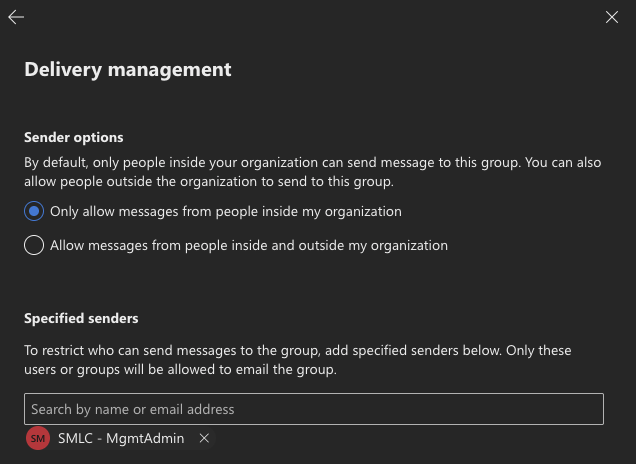 Delivery management
Sender options
By default, only people inside your organization can send message to this group. You can also
allow people outside the organization to send to this group.
Only allow messages from people inside my organization
Allow messages from people inside and outside my organization
Specified senders
To restrict who can send messages to the group, add specified senders below. Only these
users or groups will be allowed to email the group.
Search by name or email address
SM SMLC - MgmtAdmin